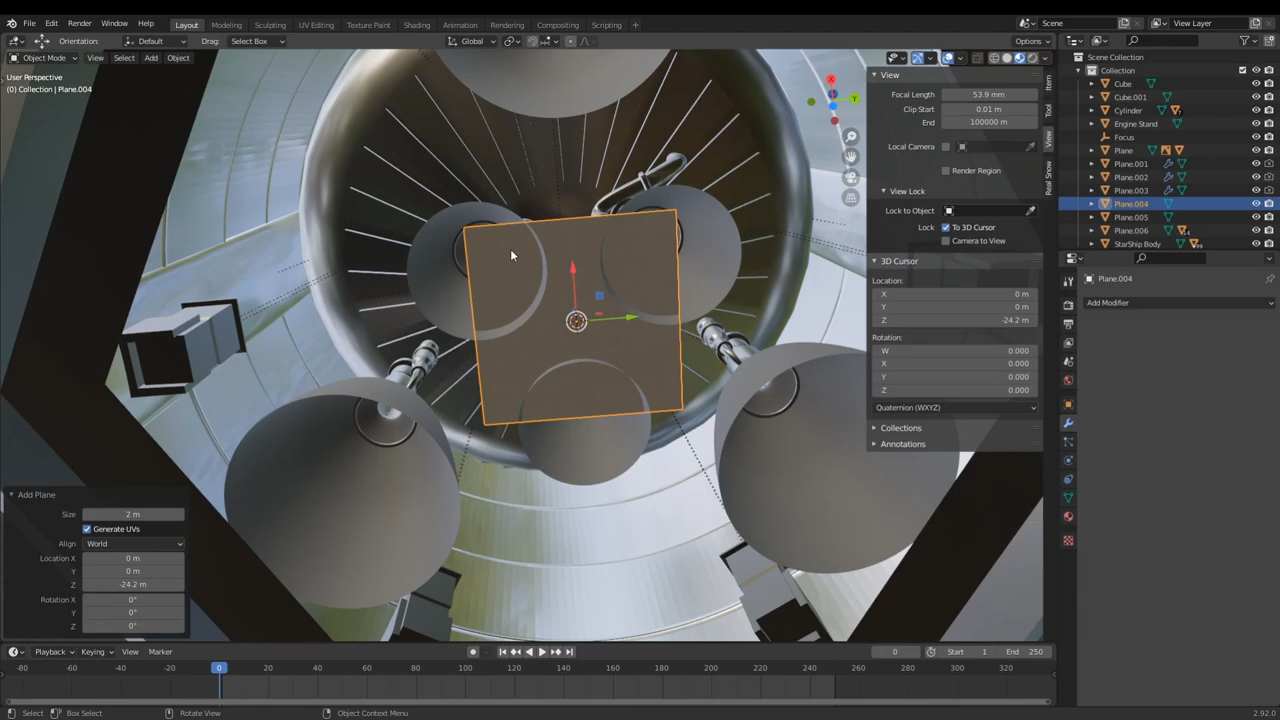 File Edit Render Window Help Layout Modeling Sculpting UV Editing Texture Paint Shading Animation Rendering Compositing Scripting + Scene View Layer
Orientation: Default Drag: Select Box Global Options
Object Mode View Select Add Object
User Perspective
(0) Collection | Plane.004
View
Focal Length 53.9 mm
Clip Start 0.01 m
End 100000 m
Local Camera
Render Region
View Lock
Lock to Object
Lock To 3D Cursor
Camera to View
3D Cursor
Location:
X 0 m
Y 0 m
Z -24.2 m
Rotation:
W 0.000
X 0.000
Y 0.000
Z 0.000
Quaternion (WXYZ)
Collections
Annotations
Item
Tool
View
Real Snow
X
Y
Scene Collection
Collection
Cube
Cube.001
Cylinder
Engine Stand
Focus
Plane
Plane.001
Plane.002
Plane.003
Plane.004
Plane.005
Plane.006
StarShip Body
Plane.004
Add Modifier
Add Plane
Size 2 m
Generate UVs
Align World
Location X 0 m
Y 0 m
Z -24.2 m
Rotation X 0°
Y 0°
Z 0°
Playback Keying View Marker 0 Start 1 End 250
-80 -60 -40 -20 0 20 40 60 80 100 120 140 160 180 200 220 240 260 280 300 320
Select Box Select Rotate View Object Context Menu 2.92.0